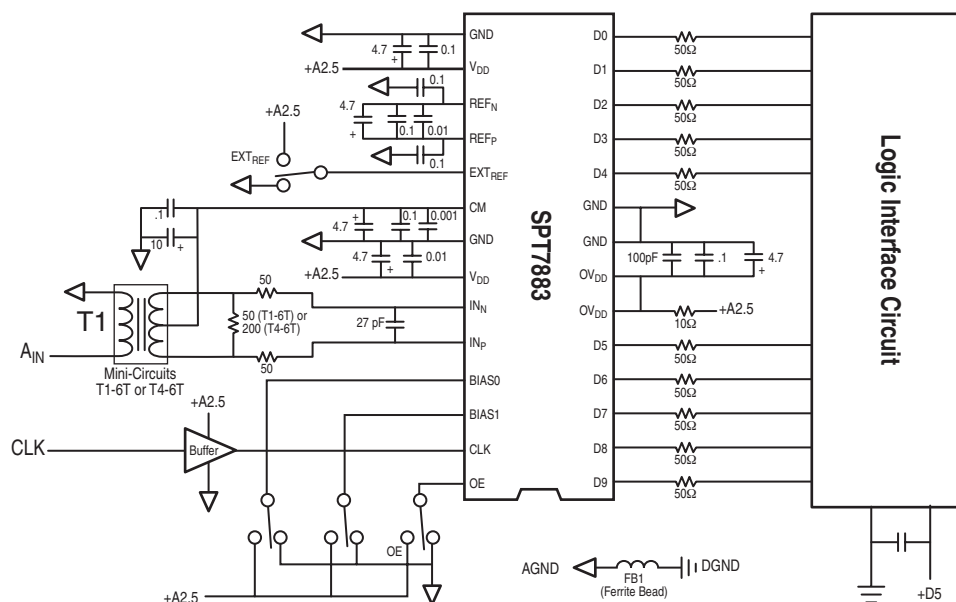 GND
4.7
+
0.1
+A2.5
VDD
0.1
REFN
4.7
+
0.1
0.01
REFP
0.1
+A2.5
EXTREF
EXTREF
CM
.1
10
+
+
4.7
0.1
0.001
GND
4.7
+
0.01
+A2.5
VDD
T1
50
50 (T1-6T) or
200 (T4-6T)
50
27 pF
INN
INP
AIN
Mini-Circuits
T1-6T or T4-6T
BIAS0
+A2.5
BIAS1
CLK
Buffer
CLK
OE
OE
+A2.5
SPT7883
D0
50Ω
D1
50Ω
D2
50Ω
D3
50Ω
D4
50Ω
GND
GND
100pF
.1
4.7
+
OVDD
OVDD
10Ω
+A2.5
D5
50Ω
D6
50Ω
D7
50Ω
D8
50Ω
D9
50Ω
Logic Interface Circuit
AGND
FB1
(Ferrite Bead)
DGND
+D5